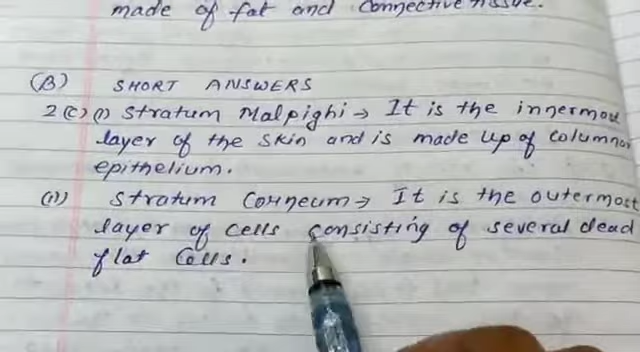 made of fat and connective tissue.
(B) SHORT ANSWERS
2 (c) (i) Stratum Malpighi → It is the innermost
layer of the skin and is made up of columnar
epithelium.
(ii) Stratum Corneum → It is the outermost
layer of cells consisting of several dead
flat cells.